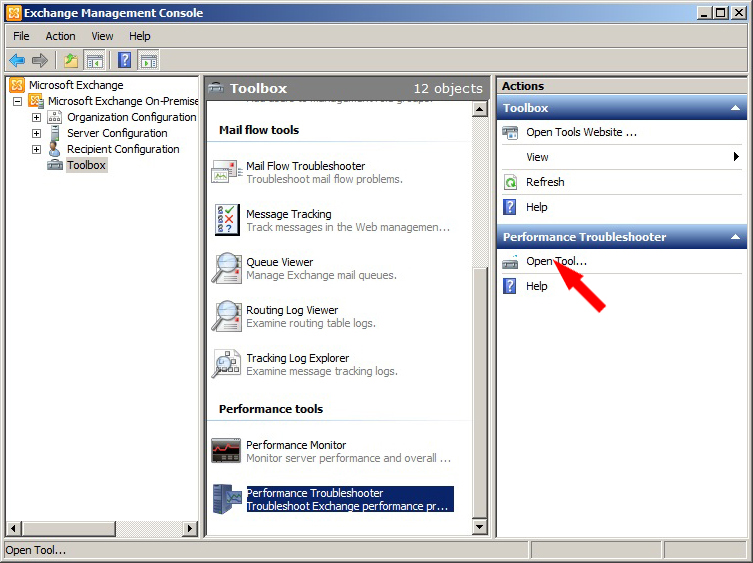 Exchange Management Console
File Action View Help
Microsoft Exchange
Microsoft Exchange On-Premise
Organization Configuration
Server Configuration
Recipient Configuration
Toolbox
Toolbox 12 objects
Mail flow tools
Mail Flow Troubleshooter
Troubleshoot mail flow problems.
Message Tracking
Track messages in the Web managemen...
Queue Viewer
Manage Exchange mail queues.
Routing Log Viewer
Examine routing table logs.
Tracking Log Explorer
Examine message tracking logs.
Performance tools
Performance Monitor
Monitor server performance and overall ...
Performance Troubleshooter
Troubleshoot Exchange performance pr...
Actions
Toolbox
Open Tools Website ...
View
Refresh
Help
Performance Troubleshooter
Open Tool...
Help
Open Tool...